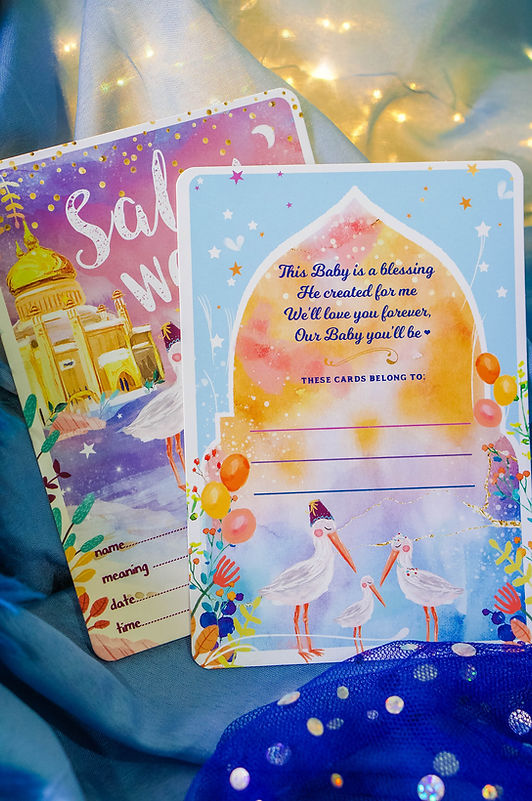 This Baby is a blessing
He created for me
We'll love you forever,
Our Baby you'll be
THESE CARDS BELONG TO:
name
meaning
date
time